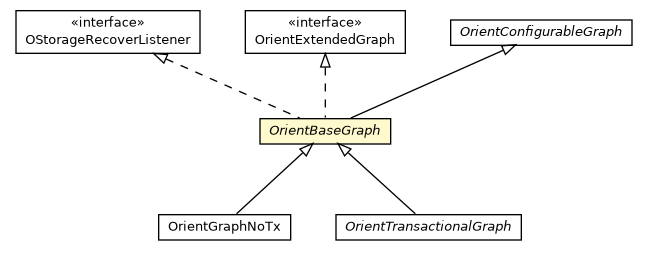 «interface»
OStorageRecoverListener
«interface»
OrientExtendedGraph
OrientConfigurableGraph
OrientBaseGraph
OrientGraphNoTx
OrientTransactionalGraph